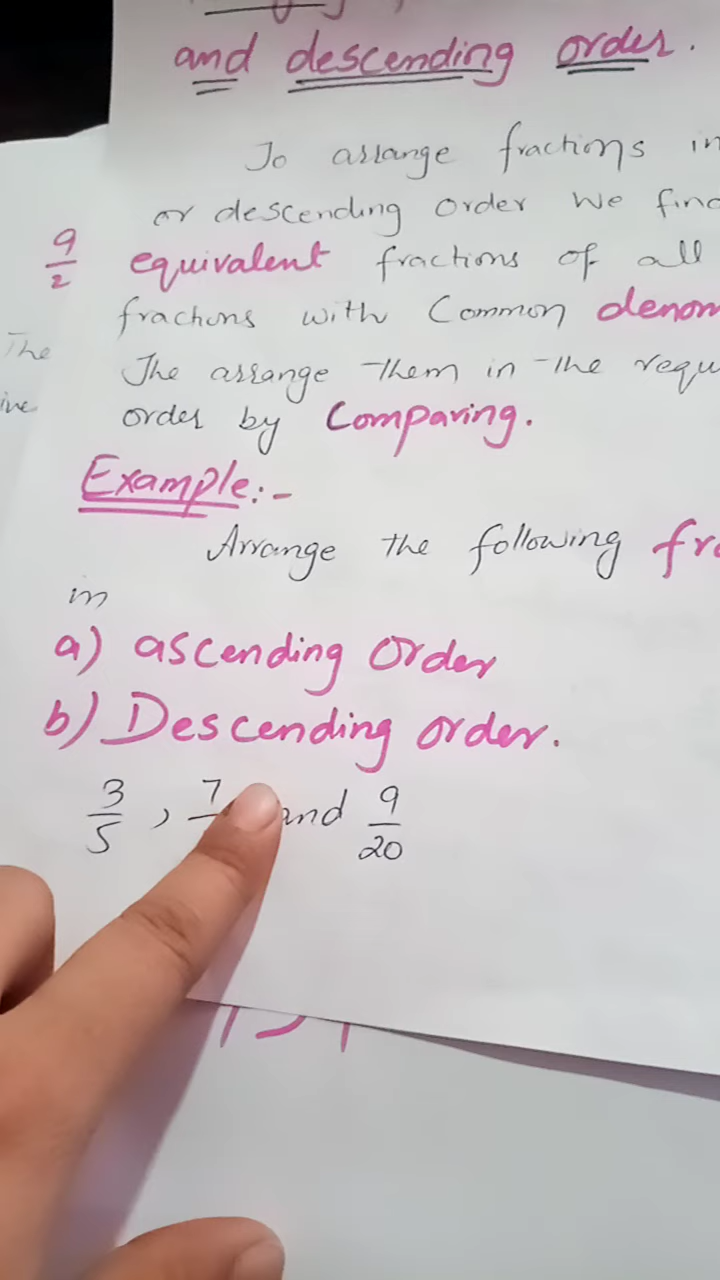 and descending order.
To arrange fractions in
or descending order We find
9
2
equivalent fractions of all
fractions with Common denom
The
The arrange them in the requ
order by Comparing.
Example:-
Arrange the following fra
in
a) ascending order
b) Descending order.
3/5 , 7 and 9/20